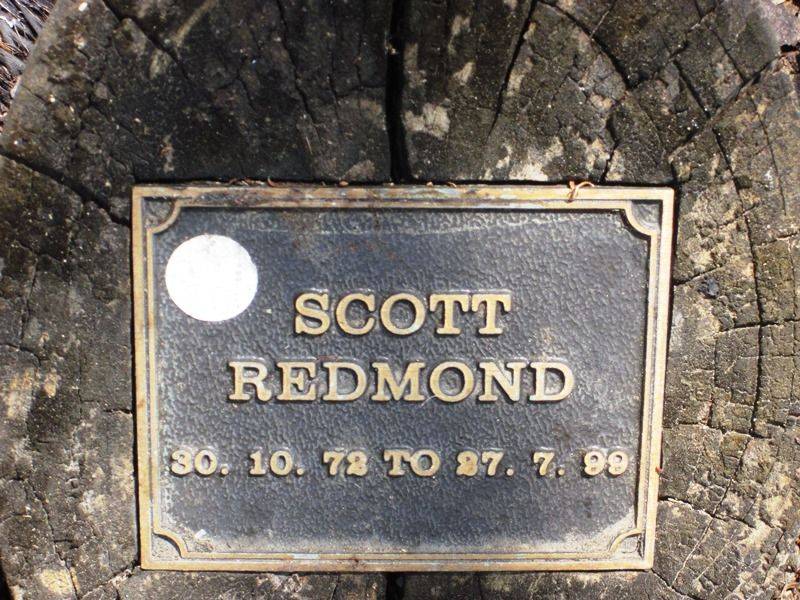 SCOTT
REDMOND
30. 10. 72 TO 27. 7. 99